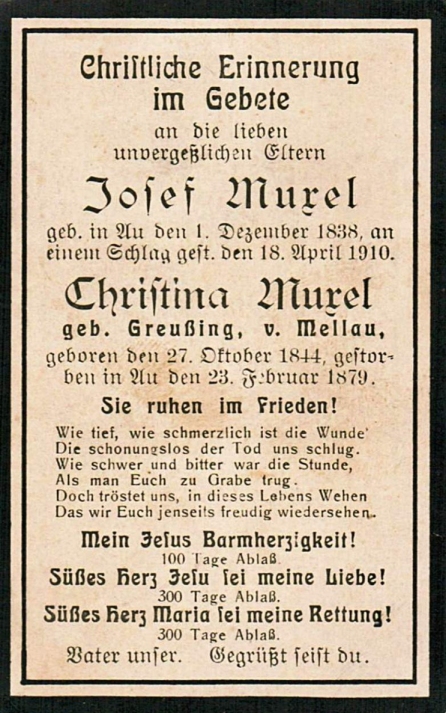 Chriſtliche Erinnerung
im Gebete
an die lieben
unvergeßlichen Eltern
Joſef Muxel
geb. in Au den 1. Dezember 1838, an
einem Schlag geſt. den 18. April 1910.
Chriſtina Muxel
geb. Greußing, v. Mellau,
geboren den 27. Oktober 1844, geſtor-
ben in Au den 23. Februar 1879.
Sie ruhen im Frieden!
Wie tief, wie schmerzlich ist die Wunde
Die schonungslos der Tod uns schlug.
Wie schwer und bitter war die Stunde,
Als man Euch zu Grabe trug.
Doch tröstet uns, in dieses Lebens Wehen
Das wir Euch jenseits freudig wiedersehen.
Mein Jeſus Barmherzigkeit!
100 Tage Ablaß.
Süßes Herz Jeſu ſei meine Liebe!
300 Tage Ablaß.
Süßes Herz Maria ſei meine Rettung!
300 Tage Ablaß.
Vater unſer. Gegrüßt ſeiſt du.